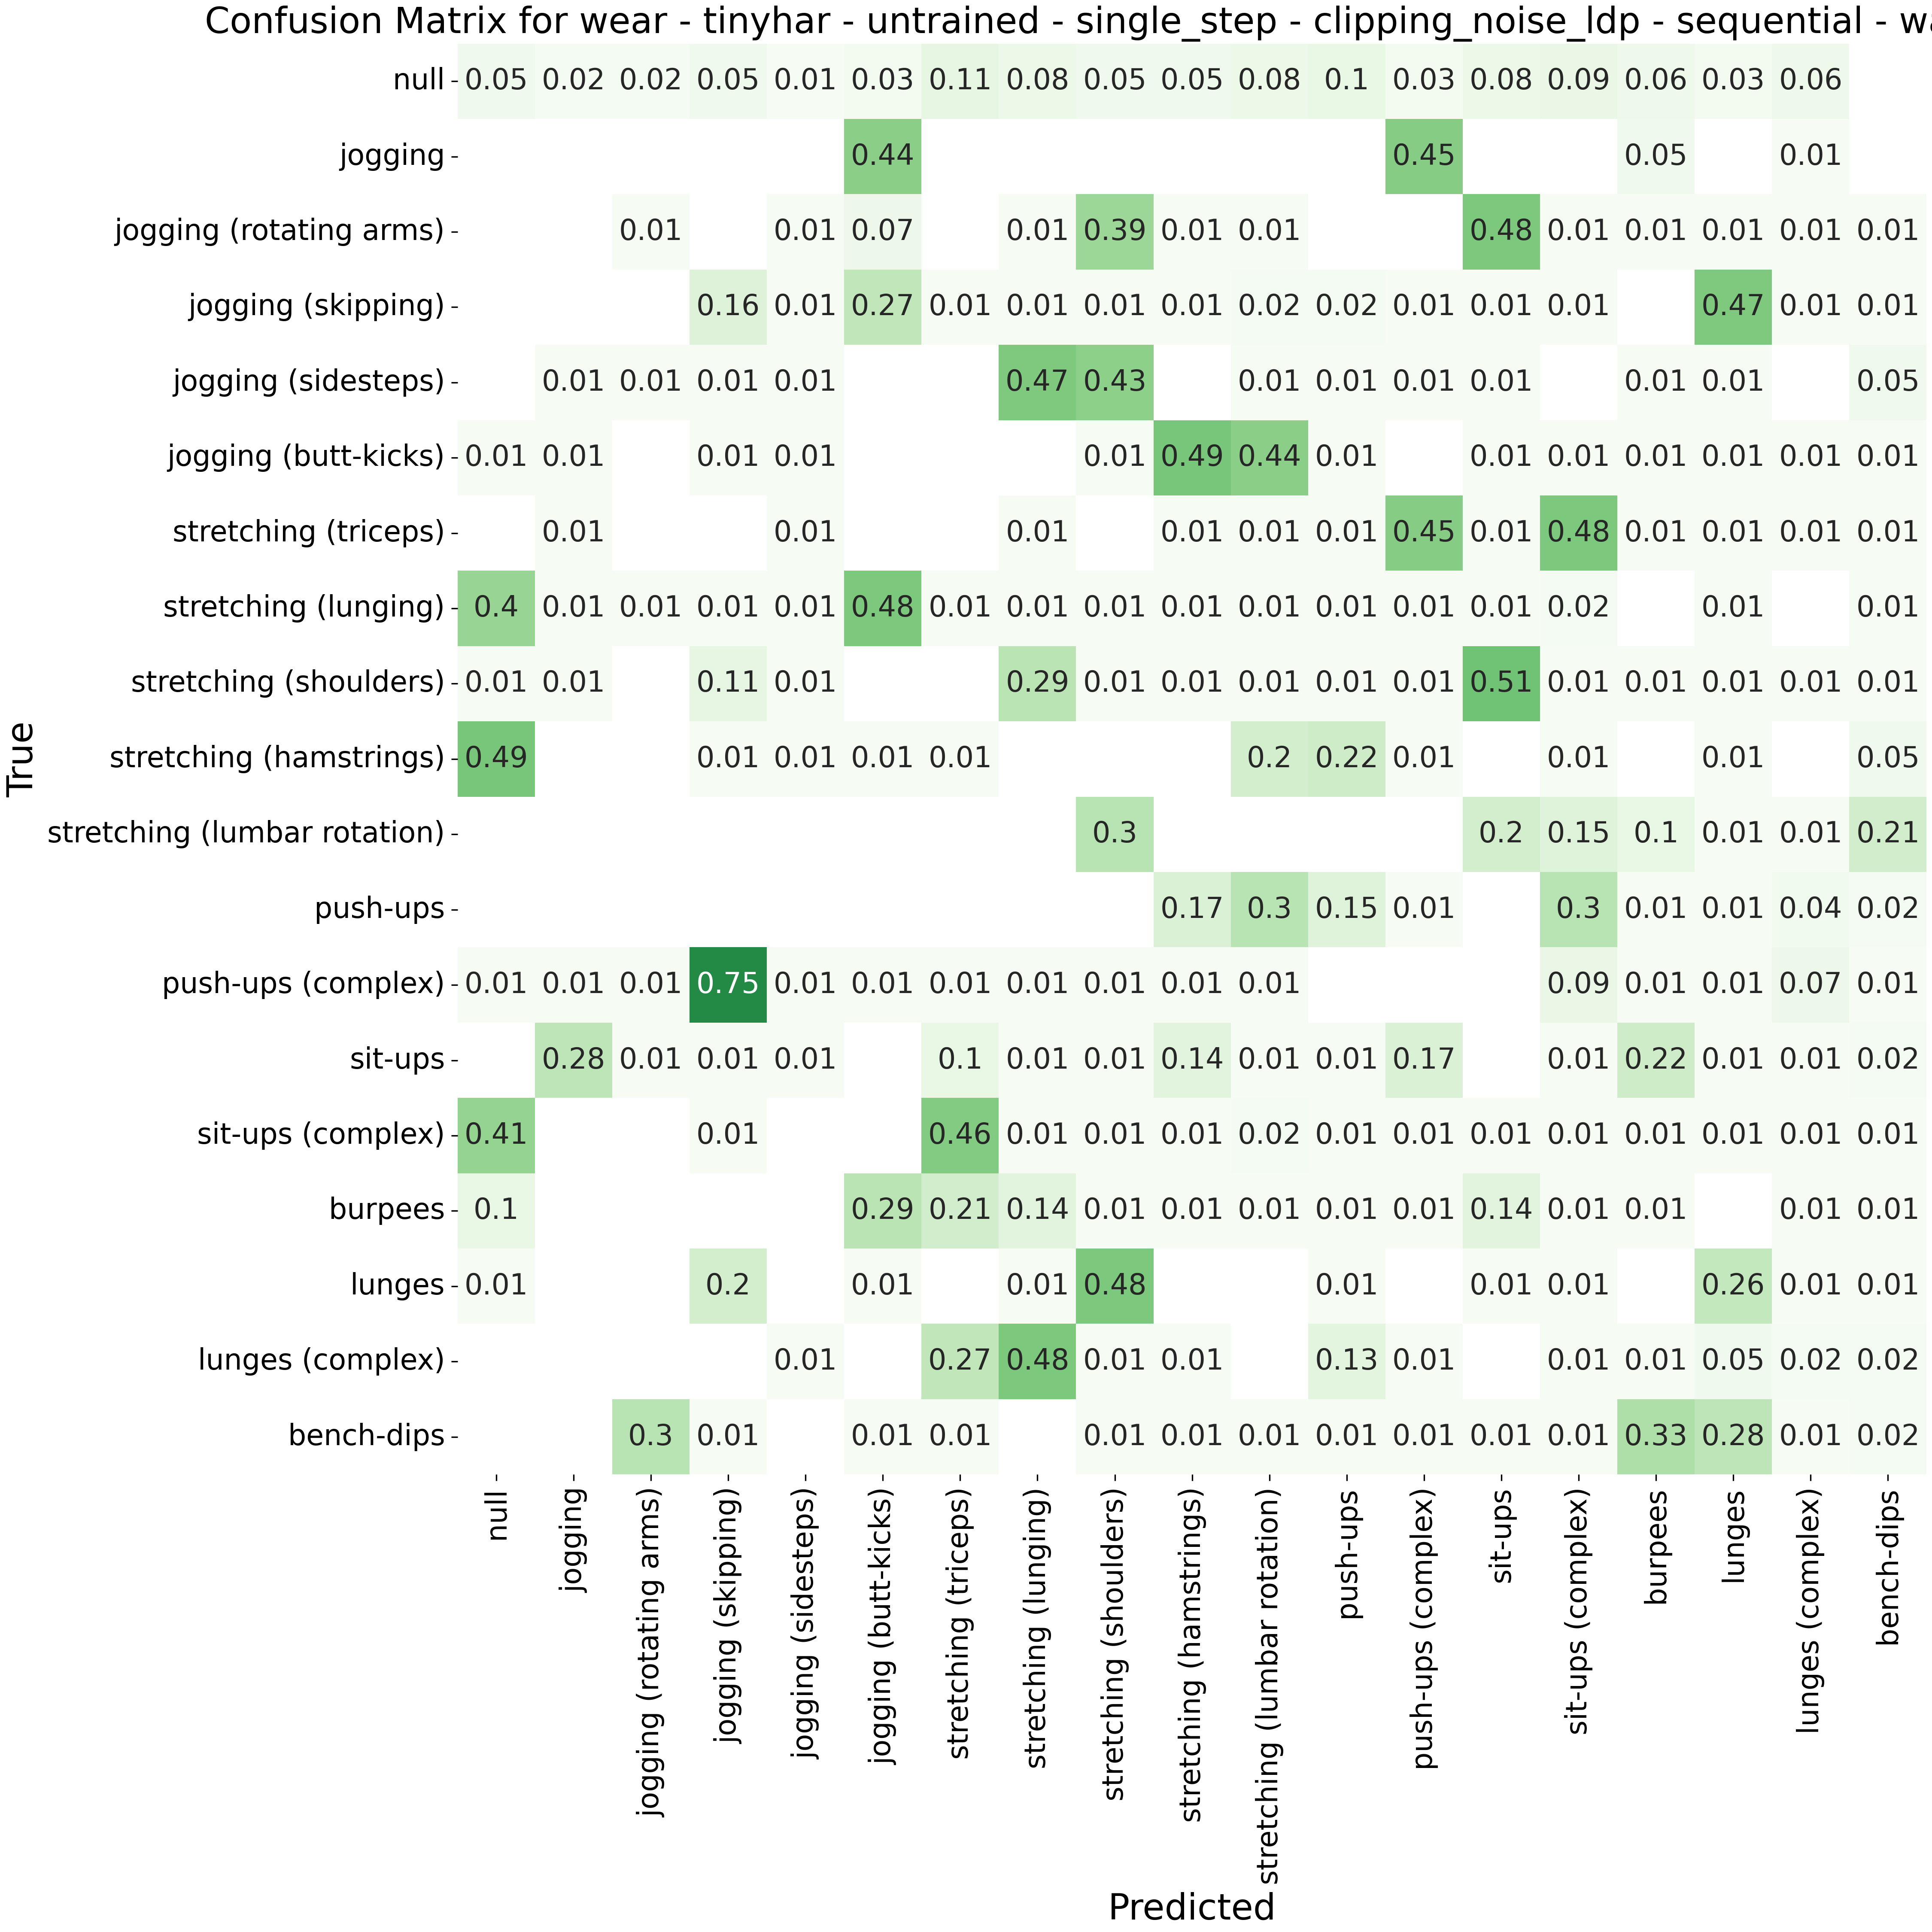 Confusion Matrix for wear - tinyhar - untrained - single_step - clipping_noise_ldp - sequential - wa
True
null 0.05 0.02 0.02 0.05 0.01 0.03 0.11 0.08 0.05 0.05 0.08 0.1 0.03 0.08 0.09 0.06 0.03 0.06
jogging 0.44 0.45 0.05 0.01
jogging (rotating arms) 0.01 0.01 0.07 0.01 0.39 0.01 0.01 0.48 0.01 0.01 0.01 0.01 0.01
jogging (skipping) 0.16 0.01 0.27 0.01 0.01 0.01 0.01 0.02 0.02 0.01 0.01 0.01 0.47 0.01 0.01
jogging (sidesteps) 0.01 0.01 0.01 0.01 0.47 0.43 0.01 0.01 0.01 0.01 0.01 0.01 0.05
jogging (butt-kicks) 0.01 0.01 0.01 0.01 0.01 0.49 0.44 0.01 0.01 0.01 0.01 0.01 0.01 0.01
stretching (triceps) 0.01 0.01 0.01 0.01 0.01 0.01 0.45 0.01 0.48 0.01 0.01 0.01 0.01
stretching (lunging) 0.4 0.01 0.01 0.01 0.01 0.48 0.01 0.01 0.01 0.01 0.01 0.01 0.01 0.01 0.02 0.01 0.01
stretching (shoulders) 0.01 0.01 0.11 0.01 0.29 0.01 0.01 0.01 0.01 0.01 0.51 0.01 0.01 0.01 0.01 0.01
stretching (hamstrings) 0.49 0.01 0.01 0.01 0.01 0.2 0.22 0.01 0.01 0.01 0.05
stretching (lumbar rotation) 0.3 0.2 0.15 0.1 0.01 0.01 0.21
push-ups 0.17 0.3 0.15 0.01 0.3 0.01 0.01 0.04 0.02
push-ups (complex) 0.01 0.01 0.01 0.75 0.01 0.01 0.01 0.01 0.01 0.01 0.01 0.09 0.01 0.01 0.07 0.01
sit-ups 0.28 0.01 0.01 0.01 0.1 0.01 0.01 0.14 0.01 0.01 0.17 0.01 0.22 0.01 0.01 0.02
sit-ups (complex) 0.41 0.01 0.46 0.01 0.01 0.01 0.02 0.01 0.01 0.01 0.01 0.01 0.01 0.01 0.01
burpees 0.1 0.29 0.21 0.14 0.01 0.01 0.01 0.01 0.01 0.14 0.01 0.01 0.01 0.01
lunges 0.01 0.2 0.01 0.01 0.48 0.01 0.01 0.01 0.26 0.01 0.01
lunges (complex) 0.01 0.27 0.48 0.01 0.01 0.13 0.01 0.01 0.01 0.05 0.02 0.02
bench-dips 0.3 0.01 0.01 0.01 0.01 0.01 0.01 0.01 0.01 0.01 0.01 0.33 0.28 0.01 0.02
null
jogging
jogging (rotating arms)
jogging (skipping)
jogging (sidesteps)
jogging (butt-kicks)
stretching (triceps)
stretching (lunging)
stretching (shoulders)
stretching (hamstrings)
stretching (lumbar rotation)
push-ups
push-ups (complex)
sit-ups
sit-ups (complex)
burpees
lunges
lunges (complex)
bench-dips
Predicted